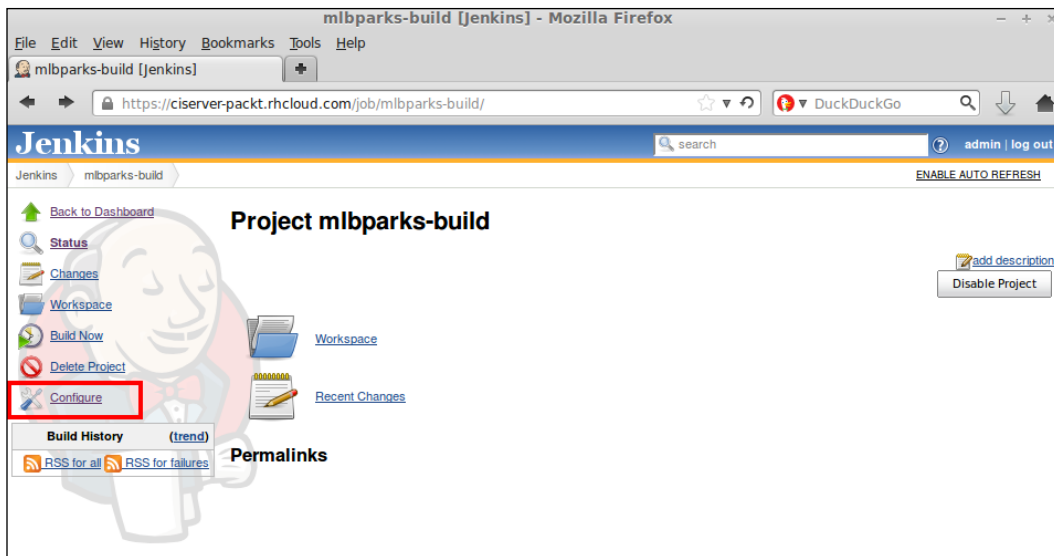 mlbparks-build [Jenkins] - Mozilla Firefox
File Edit View History Bookmarks Tools Help
mlbparks-build [Jenkins]
https://ciserver-packt.rhcloud.com/job/mlbparks-build/
DuckDuckGo
Jenkins
search
admin | log out
Jenkins
mlbparks-build
ENABLE AUTO REFRESH
Back to Dashboard
Status
Changes
Workspace
Build Now
Delete Project
Configure
Build History (trend)
RSS for all RSS for failures
Project mlbparks-build
add description
Disable Project
Workspace
Recent Changes
Permalinks